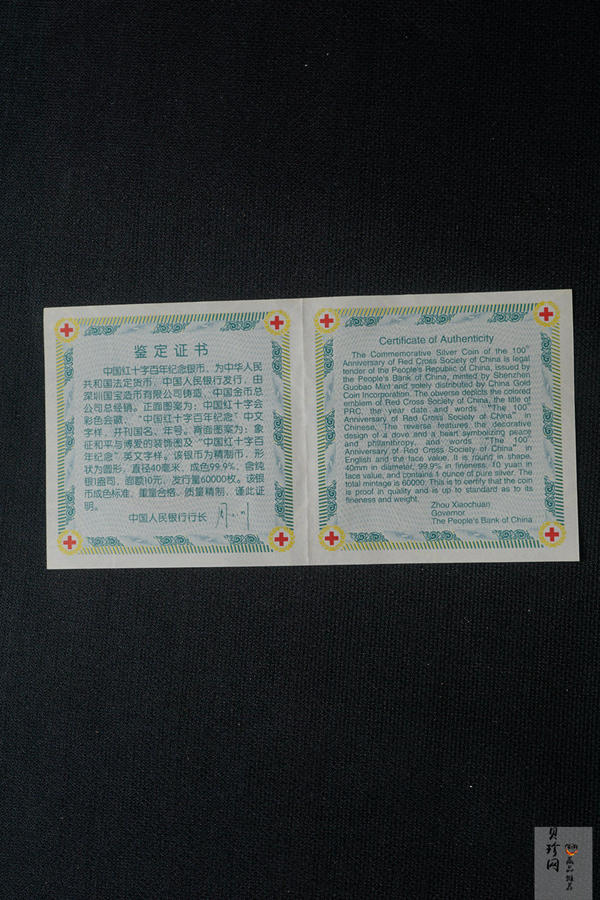 鉴定证书
中国红十字百年纪念银币，为中华人民
共和国法定货币，中国人民银行发行，由
深圳国宝造币有限公司铸造，中国金币总
公司总经销。正面图案为：中国红十字会
彩色会徽、“中国红十字百年纪念”中文
字样，并刊国名、年号。背面图案为：象
征和平与博爱的装饰图及“中国红十字百
年纪念”英文字样。该银币为精制币，形
状为圆形，直径40毫米，成色99.9%，含纯
银1盎司，面额10元，发行量60000枚。该银
币成色标准，重量合格，质量精制，谨此证
明。
中国人民银行行长
Certificate of Authenticity
The Commemorative Silver Coin of the 100th
Anniversary of Red Cross Society of China is legal
tender of the People's Republic of China, issued by
the People's Bank of China, minted by Shenzhen
Guobao Mint and solely distributed by China Gold
Coin Incorporation. The obverse depicts the colored
emblem of Red Cross Society of China, the title of
PRC, the year date and words "The 100th
Anniversary of Red Cross Society of China" in
Chinese, The reverse features the decorative
design of a dove and a heart symbolizing peace
and philanthropy, and words "The 100th
Anniversary of Red Cross Society of China" in
English and the face value. It is round in shape,
40mm in diameter, 99.9% in fineness, 10 yuan in
face value, and contains 1 ounce of pure silver. The
total mintage is 60000. This is to certify that the coin
is proof in quality and is up to standard as to its
fineness and weight.
Zhou Xiaochuan
Governor
The People's Bank of China
贝珍网
藏品推荐